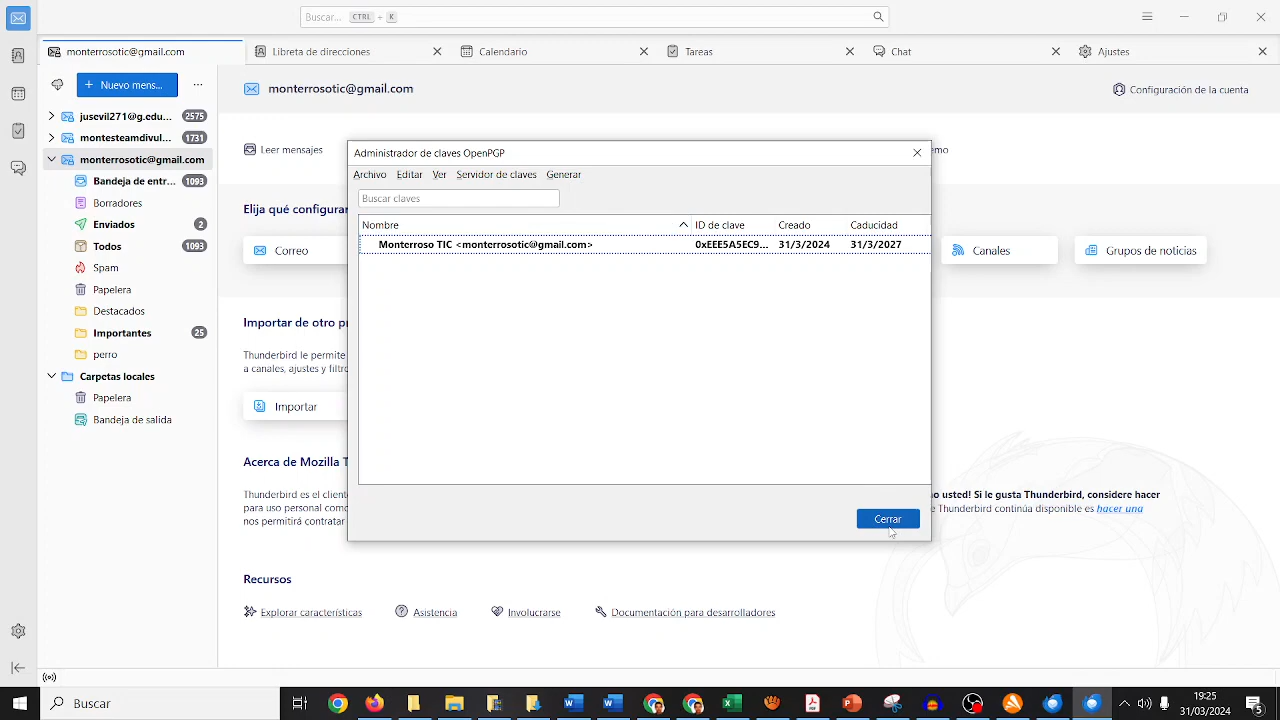 Buscar... CTRL + K
monterrosotic@gmail.com
Libreta de direcciones
Calendario
Tareas
Chat
Ajustes
+ Nuevo mens...
monterrosotic@gmail.com
Configuración de la cuenta
jusevil271@g.edu... 2575
montesteamdivul... 1731
monterrosotic@gmail.com
Bandeja de entr... 1093
Borradores
Enviados 2
Todos 1093
Spam
Papelera
Destacados
Importantes 25
perro
Carpetas locales
Papelera
Bandeja de salida
Leer mensajes
Elija qué configurar
Correo
Canales
Grupos de noticias
Importar de otro pr
Thunderbird le permite
a canales, ajustes y filtro
Importar
Acerca de Mozilla T
Thunderbird es el cliente
para uso personal como
nos permitirá contratar
usted! Si le gusta Thunderbird, considere hacer
e Thunderbird continúa disponible es hacer una
Recursos
Explorar características
Asistencia
Involucrarse
Documentación para desarrolladores
Administrador de claves OpenPGP
Archivo Editar Ver Servidor de claves Generar
Buscar claves
Nombre ID de clave Creado Caducidad
Monterroso TIC <monterrosotic@gmail.com> 0xEEE5A5EC9... 31/3/2024 31/3/2027
Cerrar
Buscar
19:25
31/03/2024